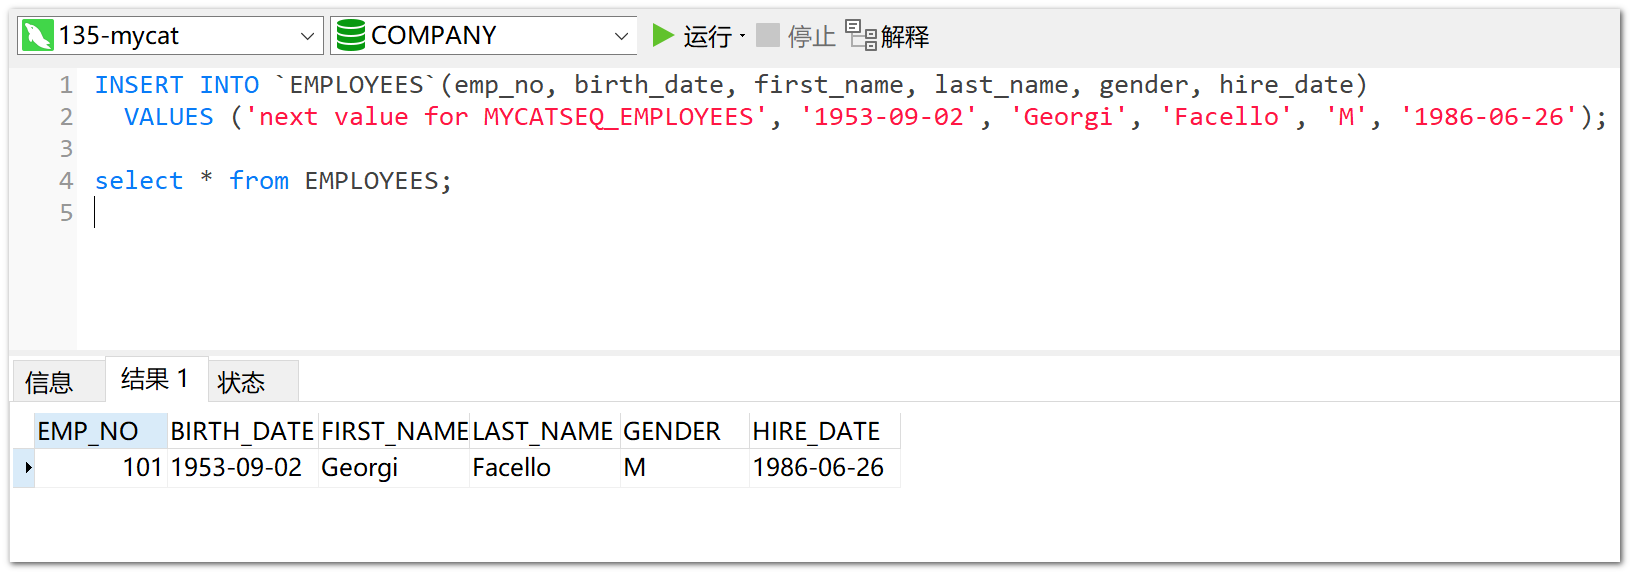 135-mycat COMPANY 运行 停止 解释
1 INSERT INTO `EMPLOYEES`(emp_no, birth_date, first_name, last_name, gender, hire_date)
2 VALUES ('next value for MYCATSEQ_EMPLOYEES', '1953-09-02', 'Georgi', 'Facello', 'M', '1986-06-26');
3
4 select * from EMPLOYEES;
5
信息 结果 1 状态
EMP_NO BIRTH_DATE FIRST_NAME LAST_NAME GENDER HIRE_DATE
101 1953-09-02 Georgi Facello M 1986-06-26